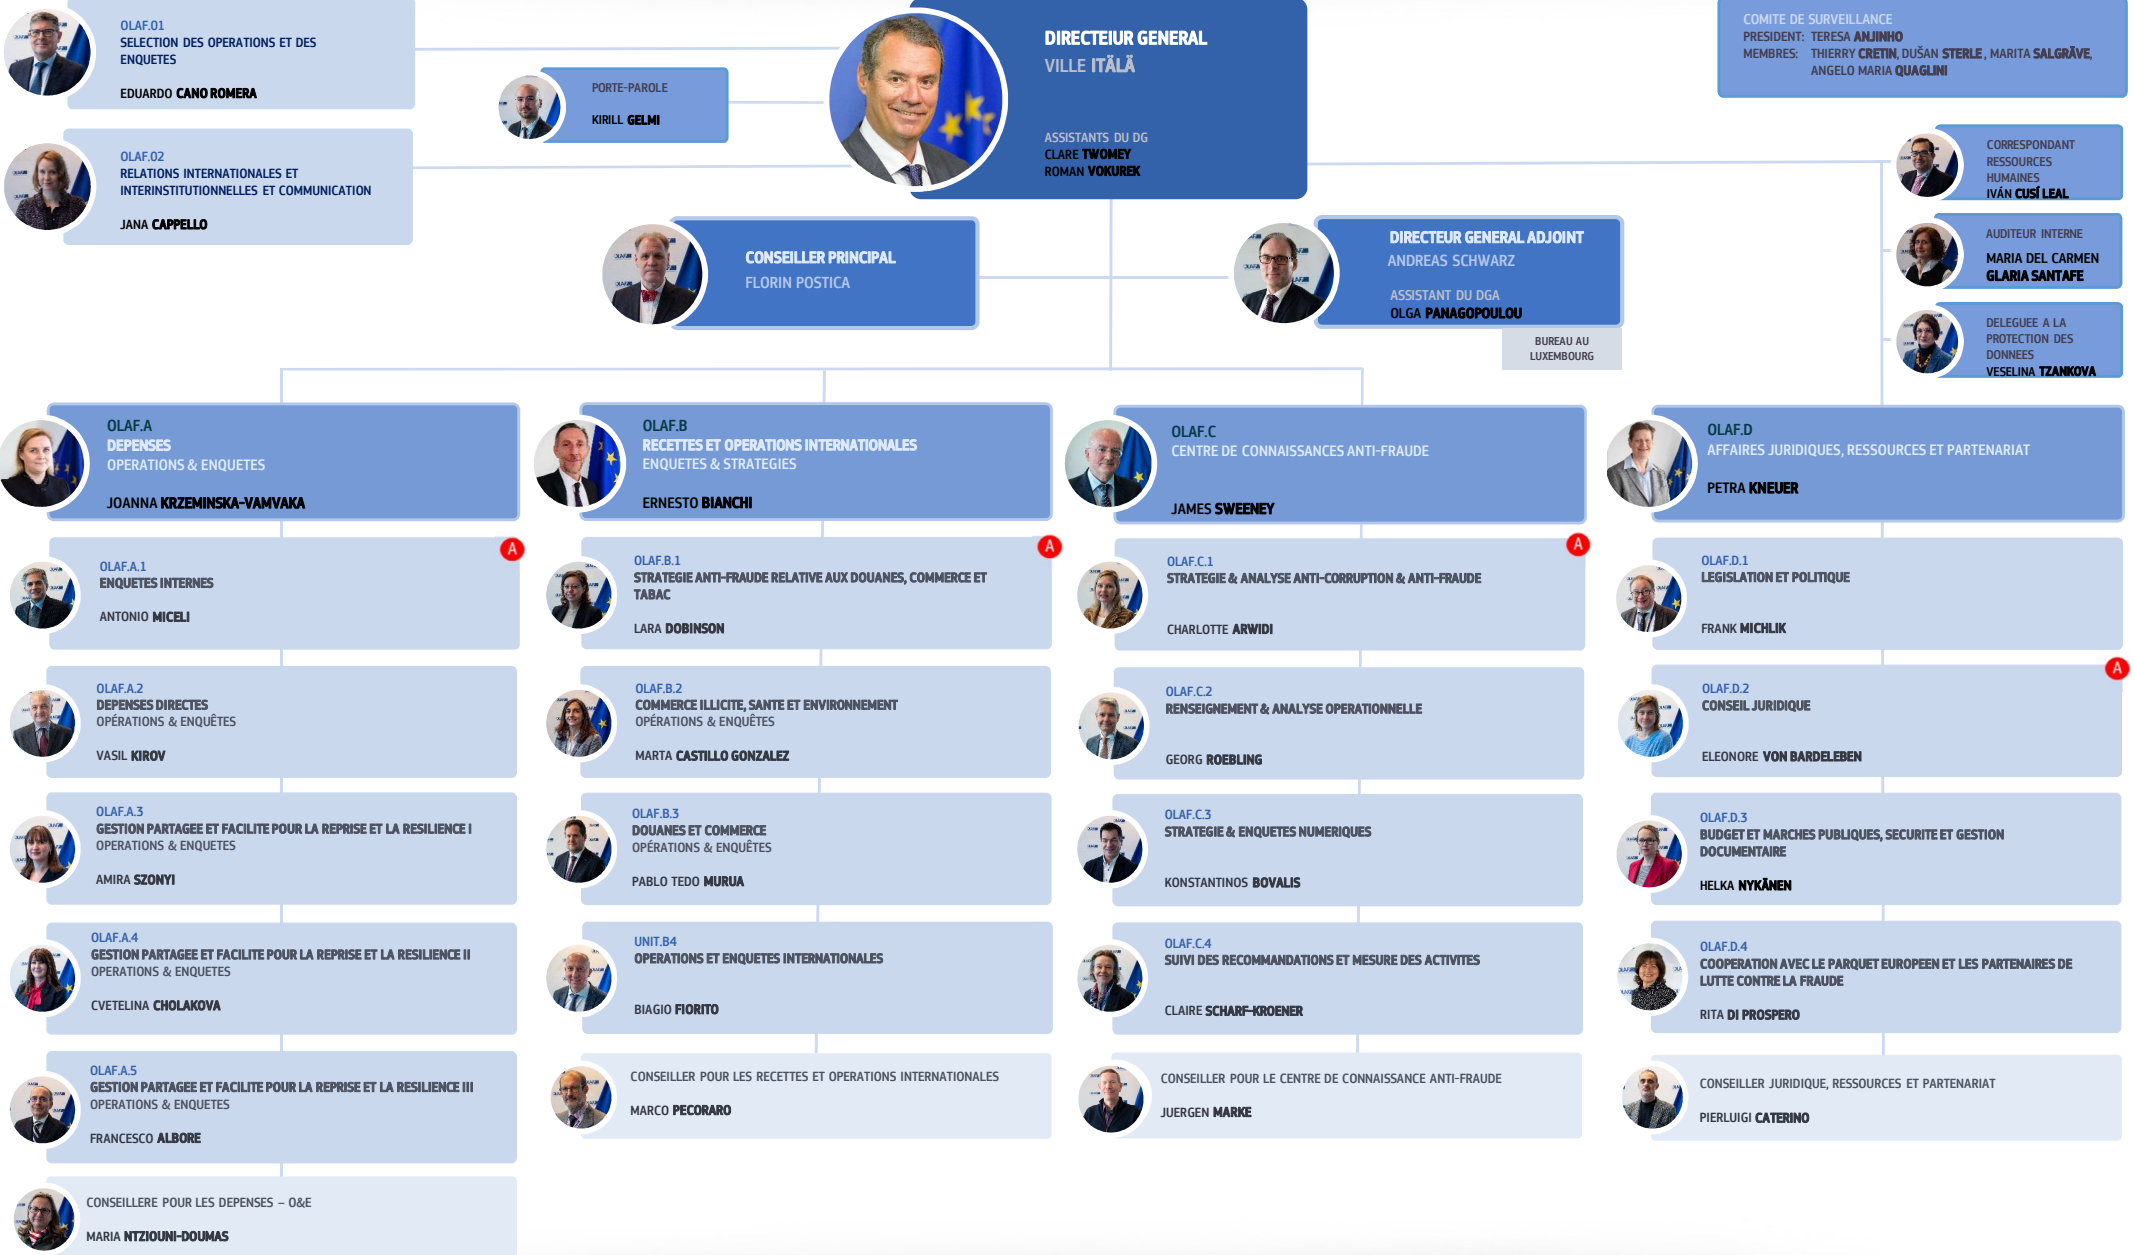 OLAF.01
SELECTION DES OPERATIONS ET DES
ENQUETES
EDUARDO CANO ROMERA
OLAF.02
RELATIONS INTERNATIONALES ET
INTERINSTITUTIONNELLES ET COMMUNICATION
JANA CAPPELLO
PORTE-PAROLE
KIRILL GELMI
DIRECTEIUR GENERAL
VILLE ITÄLÄ
ASSISTANTS DU DG
CLARE TWOMEY
ROMAN VOKUREK
COMITE DE SURVEILLANCE
PRESIDENT: TERESA ANJINHO
MEMBRES: THIERRY CRETIN, DUŠAN STERLE , MARITA SALGRĀVE,
ANGELO MARIA QUAGLINI
CORRESPONDANT
RESSOURCES
HUMAINES
IVÁN CUSÍ LEAL
AUDITEUR INTERNE
MARIA DEL CARMEN
GLARIA SANTAFE
DELEGUEE A LA
PROTECTION DES
DONNEES
VESELINA TZANKOVA
CONSEILLER PRINCIPAL
FLORIN POSTICA
DIRECTEUR GENERAL ADJOINT
ANDREAS SCHWARZ
ASSISTANT DU DGA
OLGA PANAGOPOULOU
BUREAU AU
LUXEMBOURG
OLAF.A
DEPENSES
OPERATIONS & ENQUETES
JOANNA KRZEMINSKA-VAMVAKA
A
OLAF.A.1
ENQUETES INTERNES
ANTONIO MICELI
OLAF.A.2
DEPENSES DIRECTES
OPÉRATIONS & ENQUÊTES
VASIL KIROV
OLAF.A.3
GESTION PARTAGEE ET FACILITE POUR LA REPRISE ET LA RESILIENCE I
OPERATIONS & ENQUETES
AMIRA SZONYI
OLAF.A.4
GESTION PARTAGEE ET FACILITE POUR LA REPRISE ET LA RESILIENCE II
OPERATIONS & ENQUETES
CVETELINA CHOLAKOVA
OLAF.A.5
GESTION PARTAGEE ET FACILITE POUR LA REPRISE ET LA RESILIENCE III
OPERATIONS & ENQUETES
FRANCESCO ALBORE
CONSEILLERE POUR LES DEPENSES – O&E
MARIA NTZIOUNI-DOUMAS
OLAF.B
RECETTES ET OPERATIONS INTERNATIONALES
ENQUETES & STRATEGIES
ERNESTO BIANCHI
A
OLAF.B.1
STRATEGIE ANTI-FRAUDE RELATIVE AUX DOUANES, COMMERCE ET
TABAC
LARA DOBINSON
OLAF.B.2
COMMERCE ILLICITE, SANTE ET ENVIRONNEMENT
OPÉRATIONS & ENQUÊTES
MARTA CASTILLO GONZALEZ
OLAF.B.3
DOUANES ET COMMERCE
OPÉRATIONS & ENQUÊTES
PABLO TEDO MURUA
UNIT.B4
OPERATIONS ET ENQUETES INTERNATIONALES
BIAGIO FIORITO
CONSEILLER POUR LES RECETTES ET OPERATIONS INTERNATIONALES
MARCO PECORARO
OLAF.C
CENTRE DE CONNAISSANCES ANTI-FRAUDE
JAMES SWEENEY
A
OLAF.C.1
STRATEGIE & ANALYSE ANTI-CORRUPTION & ANTI-FRAUDE
CHARLOTTE ARWIDI
OLAF.C.2
RENSEIGNEMENT & ANALYSE OPERATIONNELLE
GEORG ROEBLING
OLAF.C.3
STRATEGIE & ENQUETES NUMERIQUES
KONSTANTINOS BOVALIS
OLAF.C.4
SUIVI DES RECOMMANDATIONS ET MESURE DES ACTIVITES
CLAIRE SCHARF-KROENER
CONSEILLER POUR LE CENTRE DE CONNAISSANCE ANTI-FRAUDE
JUERGEN MARKE
OLAF.D
AFFAIRES JURIDIQUES, RESSOURCES ET PARTENARIAT
PETRA KNEUER
OLAF.D.1
LEGISLATION ET POLITIQUE
FRANK MICHLIK
A
OLAF.D.2
CONSEIL JURIDIQUE
ELEONORE VON BARDELEBEN
OLAF.D.3
BUDGET ET MARCHES PUBLIQUES, SECURITE ET GESTION
DOCUMENTAIRE
HELKA NYKÄNEN
OLAF.D.4
COOPERATION AVEC LE PARQUET EUROPEEN ET LES PARTENAIRES DE
LUTTE CONTRE LA FRAUDE
RITA DI PROSPERO
CONSEILLER JURIDIQUE, RESSOURCES ET PARTENARIAT
PIERLUIGI CATERINO